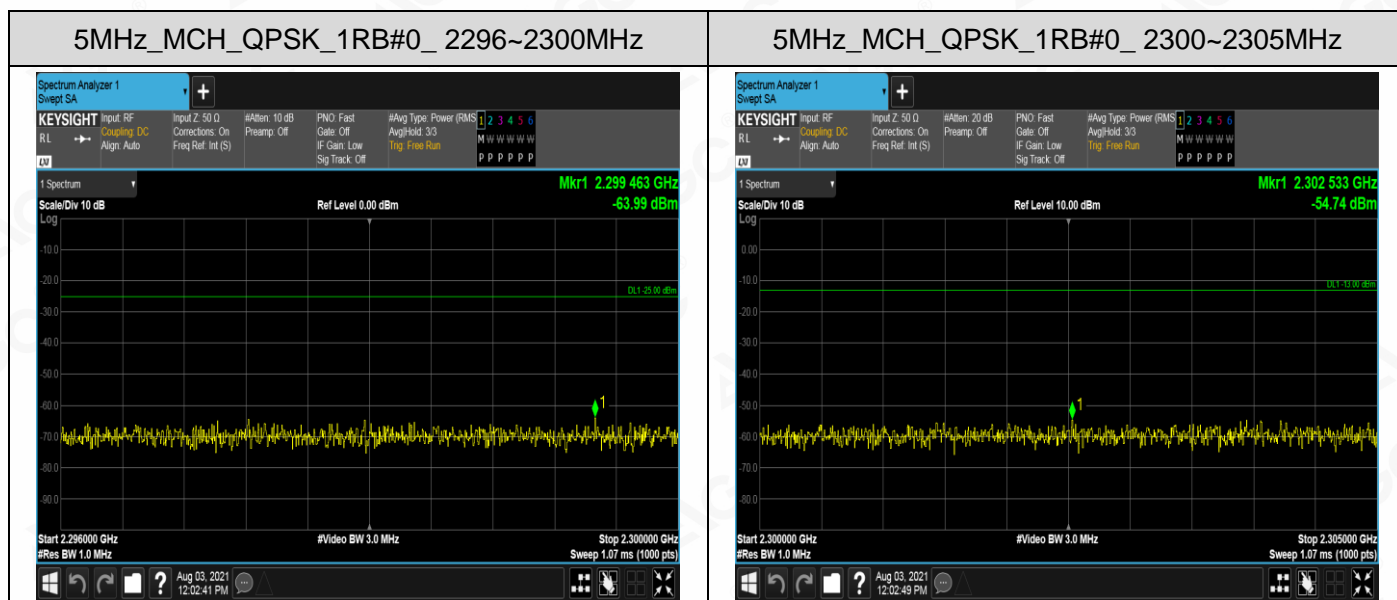 5MHz_MCH_QPSK_1RB#0_ 2296~2300MHz
Spectrum Analyzer 1
Swept SA
+
KEYSIGHT
RL
LXI
Input: RF
Coupling: DC
Align: Auto
Input Z: 50 Ω
Corrections: On
Freq Ref: Int (S)
#Atten: 10 dB
Preamp: Off
PNO: Fast
Gate: Off
IF Gain: Low
Sig Track: Off
#Avg Type: Power (RMS
Avg|Hold: 3/3
Trig: Free Run
1 2 3 4 5 6
M W W W W W
P P P P P P
1 Spectrum
Mkr1 2.299 463 GHz
Scale/Div 10 dB
Ref Level 0.00 dBm
-63.99 dBm
Log
-10.0
-20.0
DL1 -25.00 dBm
-30.0
-40.0
-50.0
1
-60.0
-70.0
-80.0
-90.0
Start 2.296000 GHz
#Video BW 3.0 MHz
Stop 2.300000 GHz
#Res BW 1.0 MHz
Sweep 1.07 ms (1000 pts)
?
Aug 03, 2021
12:02:41 PM
5MHz_MCH_QPSK_1RB#0_ 2300~2305MHz
Spectrum Analyzer 1
Swept SA
+
KEYSIGHT
RL
LXI
Input: RF
Coupling: DC
Align: Auto
Input Z: 50 Ω
Corrections: On
Freq Ref: Int (S)
#Atten: 20 dB
Preamp: Off
PNO: Fast
Gate: Off
IF Gain: Low
Sig Track: Off
#Avg Type: Power (RMS
Avg|Hold: 3/3
Trig: Free Run
1 2 3 4 5 6
M W W W W W
P P P P P P
1 Spectrum
Mkr1 2.302 533 GHz
Scale/Div 10 dB
Ref Level 10.00 dBm
-54.74 dBm
Log
0.00
-10.0
DL1 -13.00 dBm
-20.0
-30.0
-40.0
-50.0
1
-60.0
-70.0
-80.0
Start 2.300000 GHz
#Video BW 3.0 MHz
Stop 2.305000 GHz
#Res BW 1.0 MHz
Sweep 1.07 ms (1000 pts)
?
Aug 03, 2021
12:02:49 PM